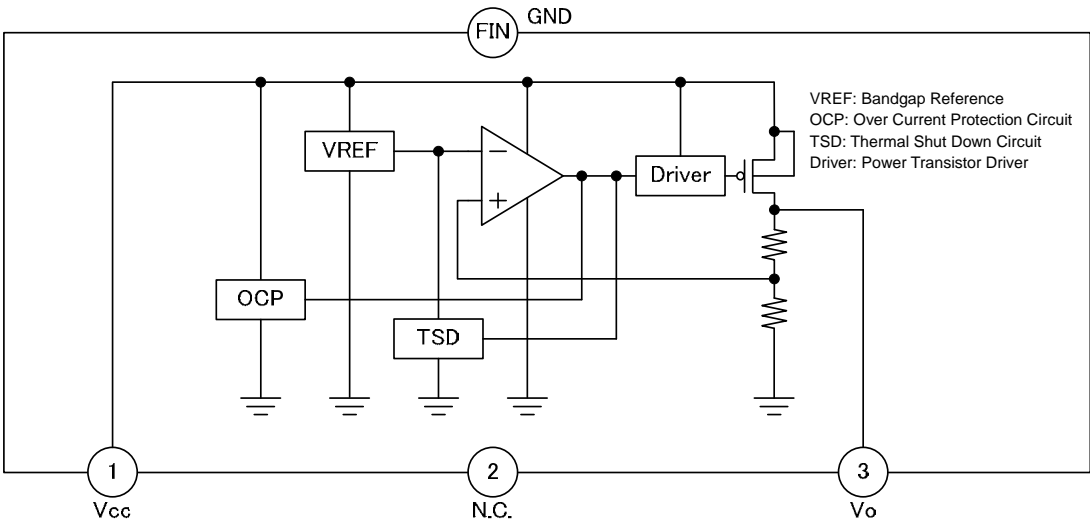 FIN GND
VREF: Bandgap Reference
OCP: Over Current Protection Circuit
TSD: Thermal Shut Down Circuit
Driver: Power Transistor Driver
VREF
−
+
Driver
OCP
TSD
1
2
3
Vcc
N.C.
Vo